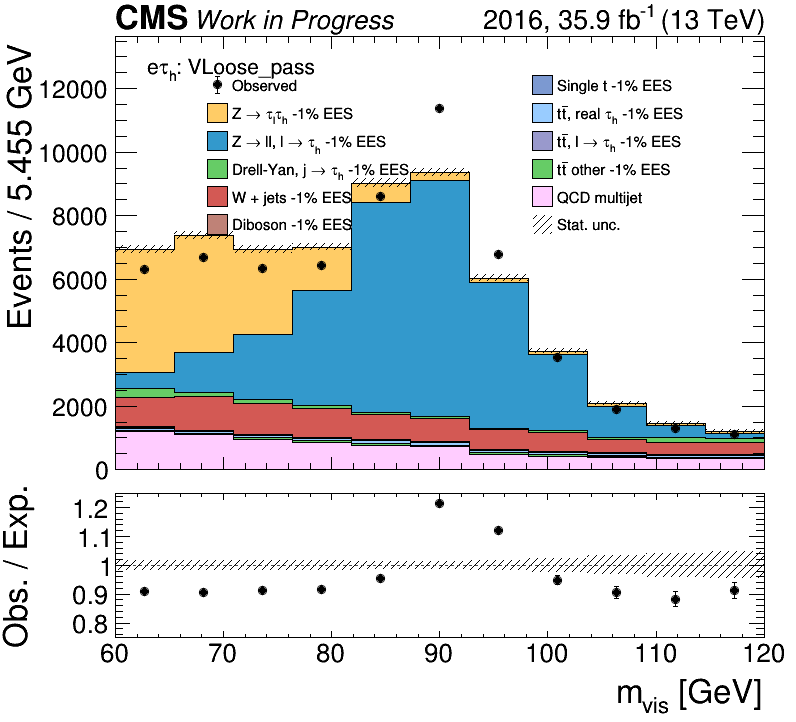 CMS Work in Progress 2016, 35.9 fb⁻¹ (13 TeV)
Events / 5.455 GeV
12000
10000
8000
6000
4000
2000
0
eτₕ: VLoose_pass
Observed
Z → τₗτₕ -1% EES
Z → ll, l → τₕ -1% EES
Drell-Yan, j → τₕ -1% EES
W + jets -1% EES
Diboson -1% EES
Single t -1% EES
tt̄, real τₕ -1% EES
tt̄, l → τₕ -1% EES
tt̄ other -1% EES
QCD multijet
Stat. unc.
Obs. / Exp.
1.2
1.1
1
0.9
0.8
60 70 80 90 100 110 120
m_vis [GeV]